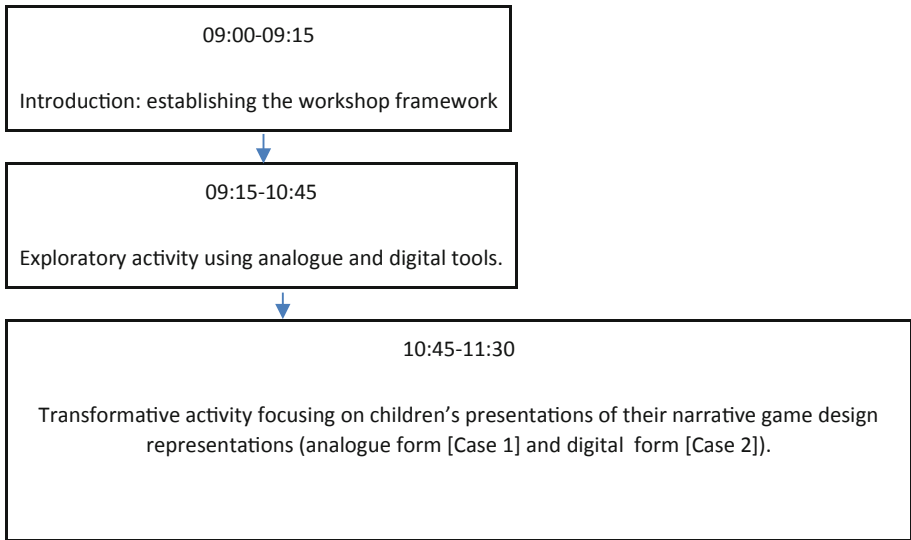 09:00-09:15
Introduction: establishing the workshop framework
09:15-10:45
Exploratory activity using analogue and digital tools.
10:45-11:30
Transformative activity focusing on children’s presentations of their narrative game design
representations (analogue form [Case 1] and digital  form [Case 2]).